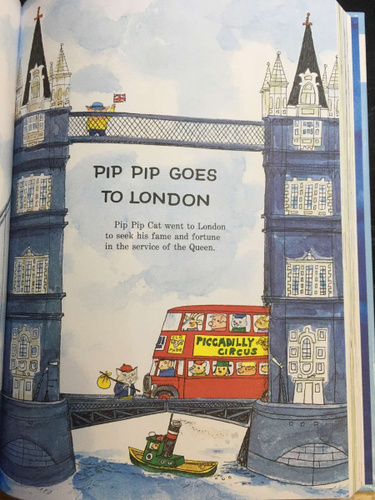 PIP PIP GOES
TO LONDON
Pip Pip Cat went to London
to seek his fame and fortune
in the service of the Queen.
PICCADILLY
CIRCUS